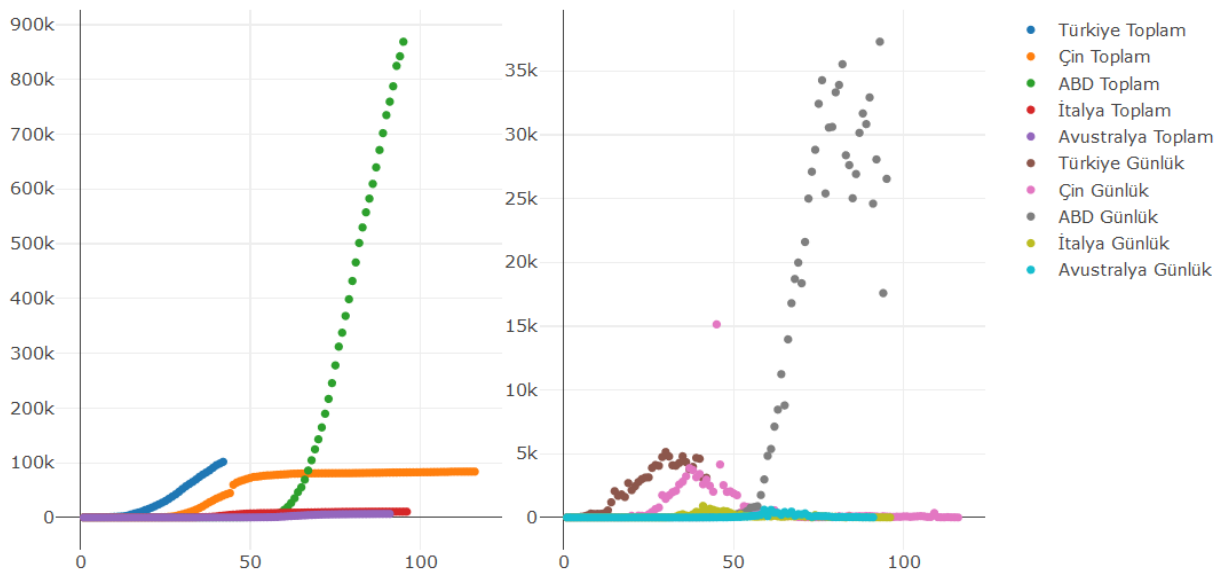 900k
800k
700k
600k
500k
400k
300k
200k
100k
0
0
50
100
35k
30k
25k
20k
15k
10k
5k
0
0
50
100
Türkiye Toplam
Çin Toplam
ABD Toplam
İtalya Toplam
Avustralya Toplam
Türkiye Günlük
Çin Günlük
ABD Günlük
İtalya Günlük
Avustralya Günlük